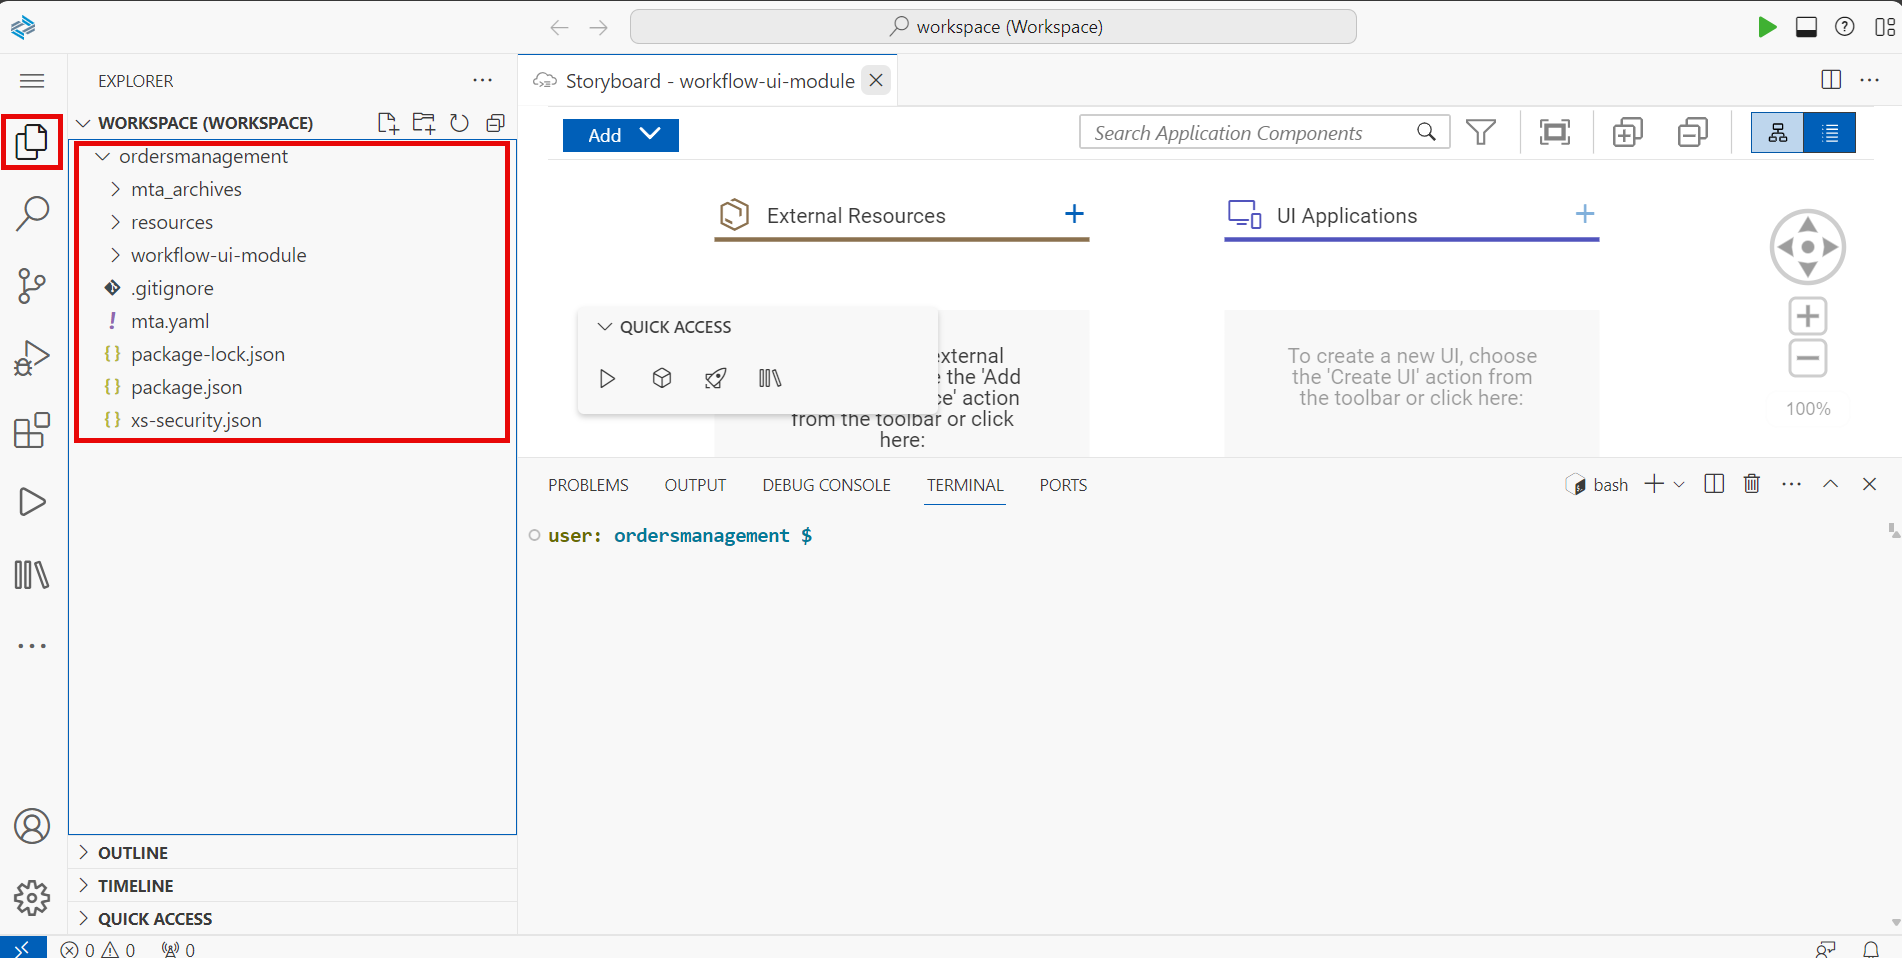 workspace (Workspace)
EXPLORER
WORKSPACE (WORKSPACE)
ordersmanagement
mta_archives
resources
workflow-ui-module
.gitignore
mta.yaml
package-lock.json
package.json
xs-security.json
OUTLINE
TIMELINE
QUICK ACCESS
Storyboard - workflow-ui-module
Add
Search Application Components
External Resources
UI Applications
QUICK ACCESS
external
e the 'Add
ce' action
from the toolbar or click
here:
To create a new UI, choose
the 'Create UI' action from
the toolbar or click here:
100%
PROBLEMS
OUTPUT
DEBUG CONSOLE
TERMINAL
PORTS
bash
user: ordersmanagement $
0
0
0